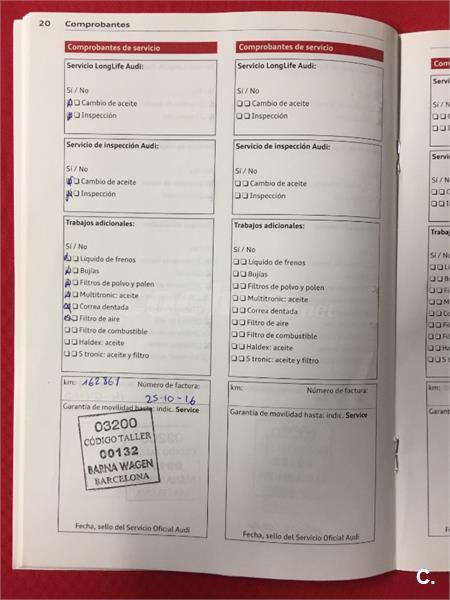 20 Comprobantes
Comprobantes de servicio
Servicio LongLife Audi:
Sí / No
Cambio de aceite
Inspección
Servicio de inspección Audi:
Sí / No
Cambio de aceite
Inspección
Trabajos adicionales:
Sí / No
Líquido de frenos
Bujías
Filtros de polvo y polen
Multitronic: aceite
Correa dentada
Filtro de aire
Filtro de combustible
Haldex: aceite
S tronic: aceite y filtro
km: 162861 Número de factura:
25-10-16
Garantía de movilidad hasta: indic. Service
03200
CÓDIGO TALLER
00132
BARNA WAGEN
BARCELONA
Fecha, sello del Servicio Oficial Audi
Comprobantes de servicio
Servicio LongLife Audi:
Sí / No
Cambio de aceite
Inspección
Servicio de inspección Audi:
Sí / No
Cambio de aceite
Inspección
Trabajos adicionales:
Sí / No
Líquido de frenos
Bujías
Filtros de polvo y polen
Multitronic: aceite
Correa dentada
Filtro de aire
Filtro de combustible
Haldex: aceite
S tronic: aceite y filtro
km: Número de factura:
Garantía de movilidad hasta: indic. Service
Fecha, sello del Servicio Oficial Audi
Sí / N
Sí / N
Sí / N
km:
Garant
C.